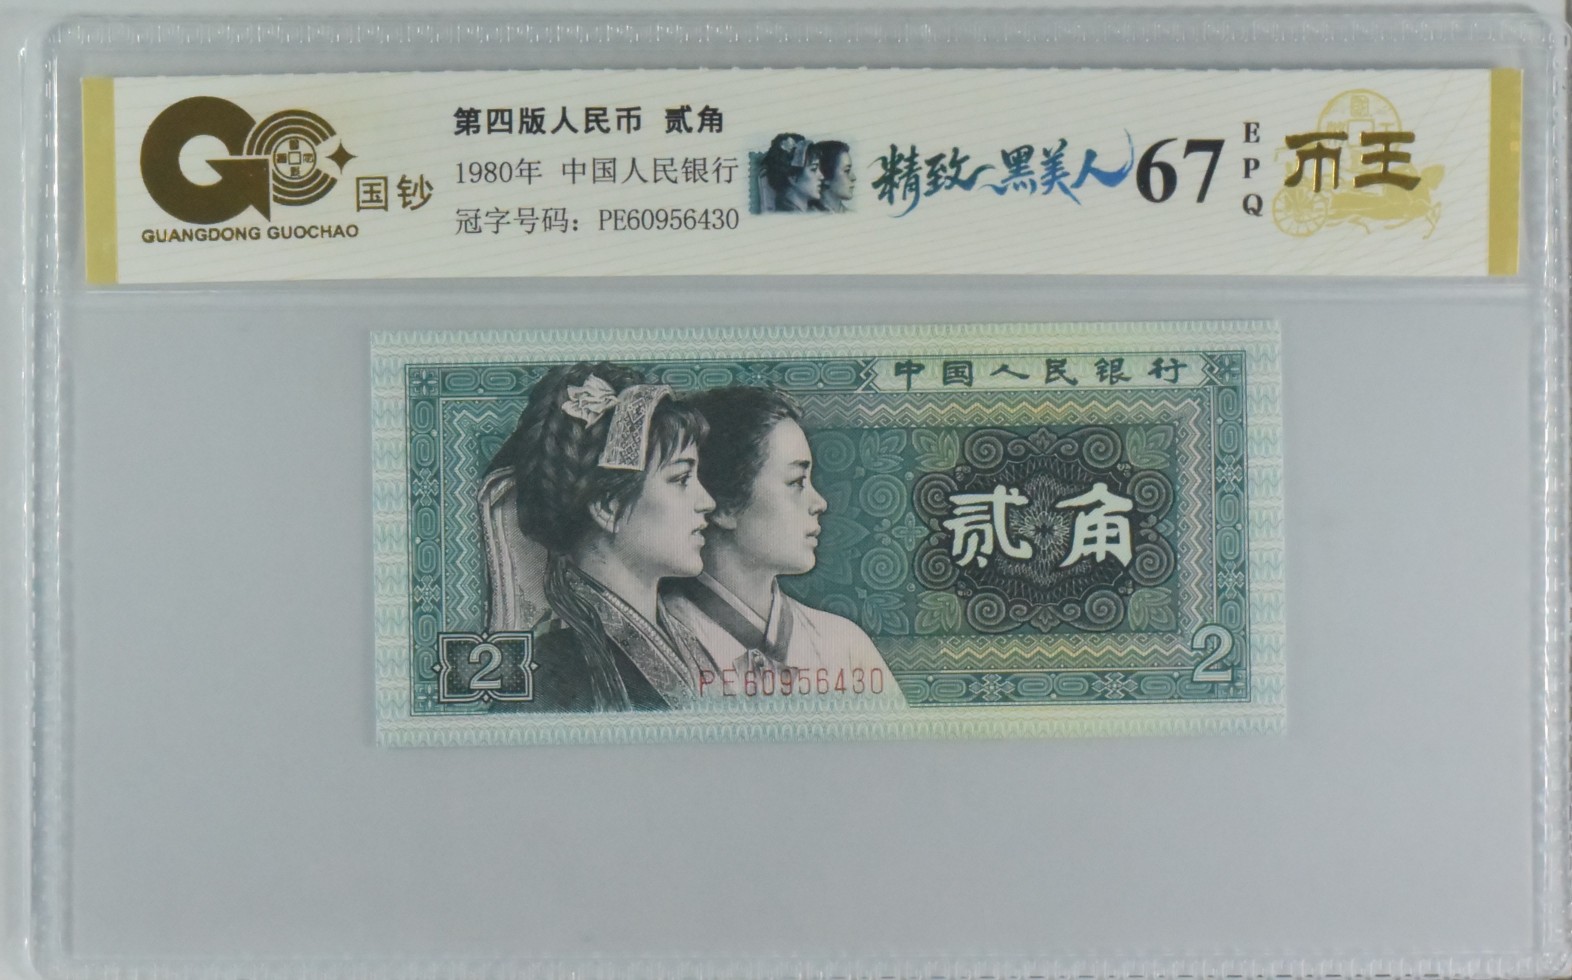 国钞
GUANGDONG GUOCHAO
第四版人民币 贰角
1980年 中国人民银行
冠字号码：PE60956430
精致黑美人
67
EPQ
币王
中国人民银行
贰角
2
2
PE60956430